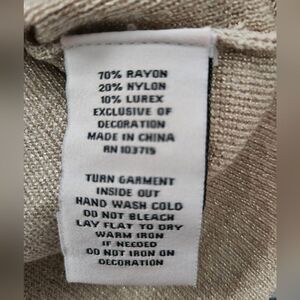 70% RAYON
20% NYLON
10% LUREX
EXCLUSIVE OF
DECORATION
MADE IN CHINA
RN 103715
TURN GARMENT
INSIDE OUT
HAND WASH COLD
DO NOT BLEACH
LAY FLAT TO DRY
WARM IRON
IF NEEDED
DO NOT IRON ON
DECORATION